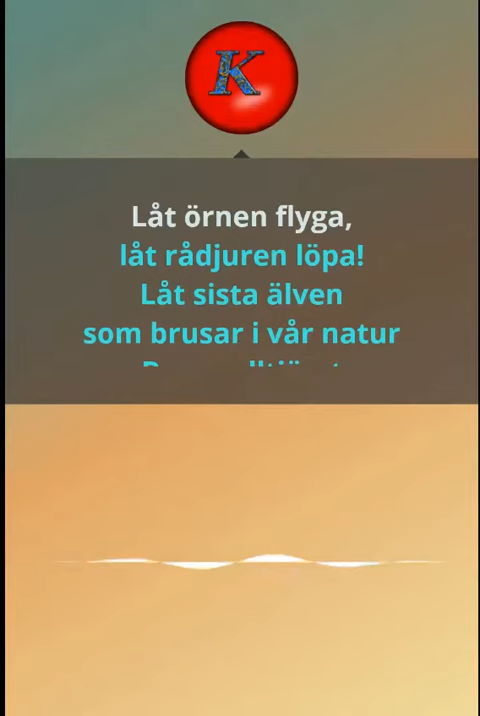 K
Låt örnen flyga,
låt rådjuren löpa!
Låt sista älven
som brusar i vår natur